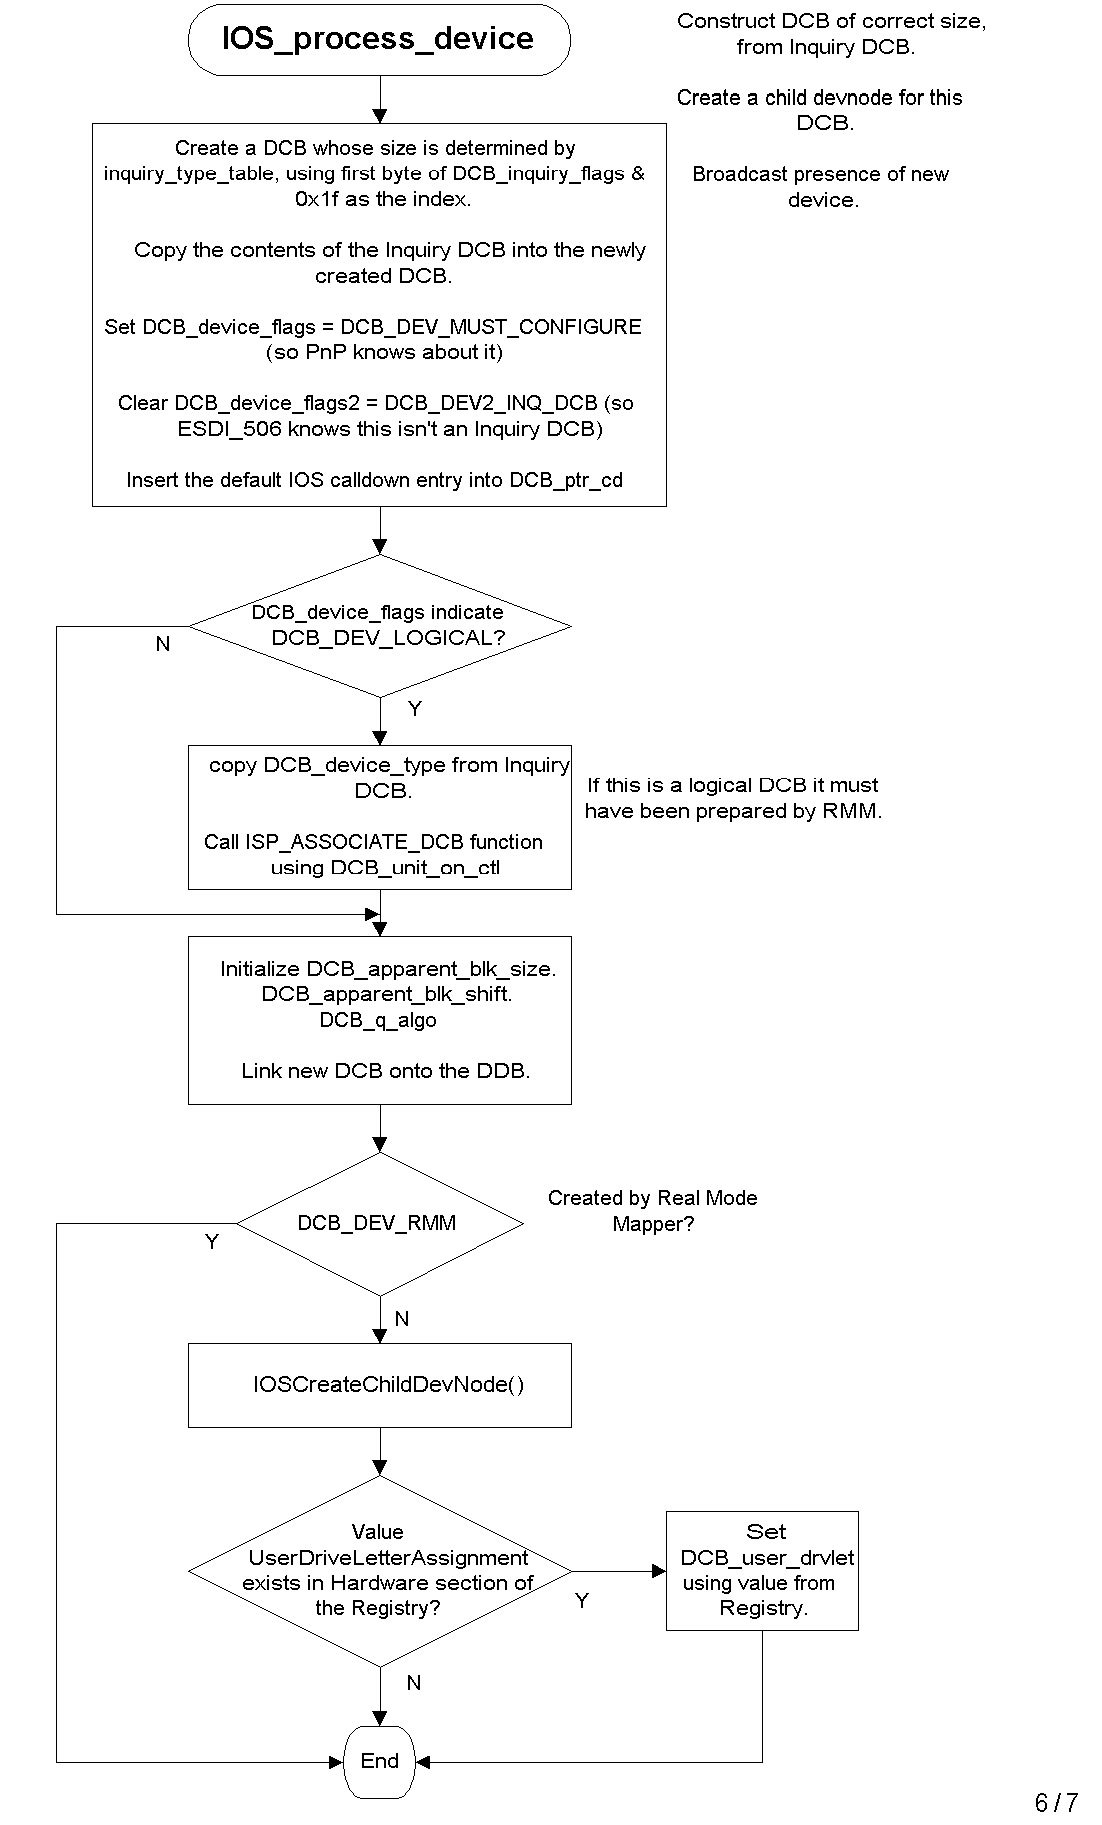 IOS_process_device
Construct DCB of correct size,
from Inquiry DCB.
Create a child devnode for this
DCB.
Broadcast presence of new
device.
Create a DCB whose size is determined by
inquiry_type_table, using first byte of DCB_inquiry_flags &
0x1f as the index.
Copy the contents of the Inquiry DCB into the newly
created DCB.
Set DCB_device_flags = DCB_DEV_MUST_CONFIGURE
(so PnP knows about it)
Clear DCB_device_flags2 = DCB_DEV2_INQ_DCB (so
ESDI_506 knows this isn't an Inquiry DCB)
Insert the default IOS calldown entry into DCB_ptr_cd
DCB_device_flags indicate
DCB_DEV_LOGICAL?
N
Y
copy DCB_device_type from Inquiry
DCB.
Call ISP_ASSOCIATE_DCB function
using DCB_unit_on_ctl
If this is a logical DCB it must
have been prepared by RMM.
Initialize DCB_apparent_blk_size.
DCB_apparent_blk_shift.
DCB_q_algo
Link new DCB onto the DDB.
DCB_DEV_RMM
Created by Real Mode
Mapper?
Y
N
IOSCreateChildDevNode()
Value
UserDriveLetterAssignment
exists in Hardware section of
the Registry?
Y
Set
DCB_user_drvlet
using value from
Registry.
N
End
6 / 7